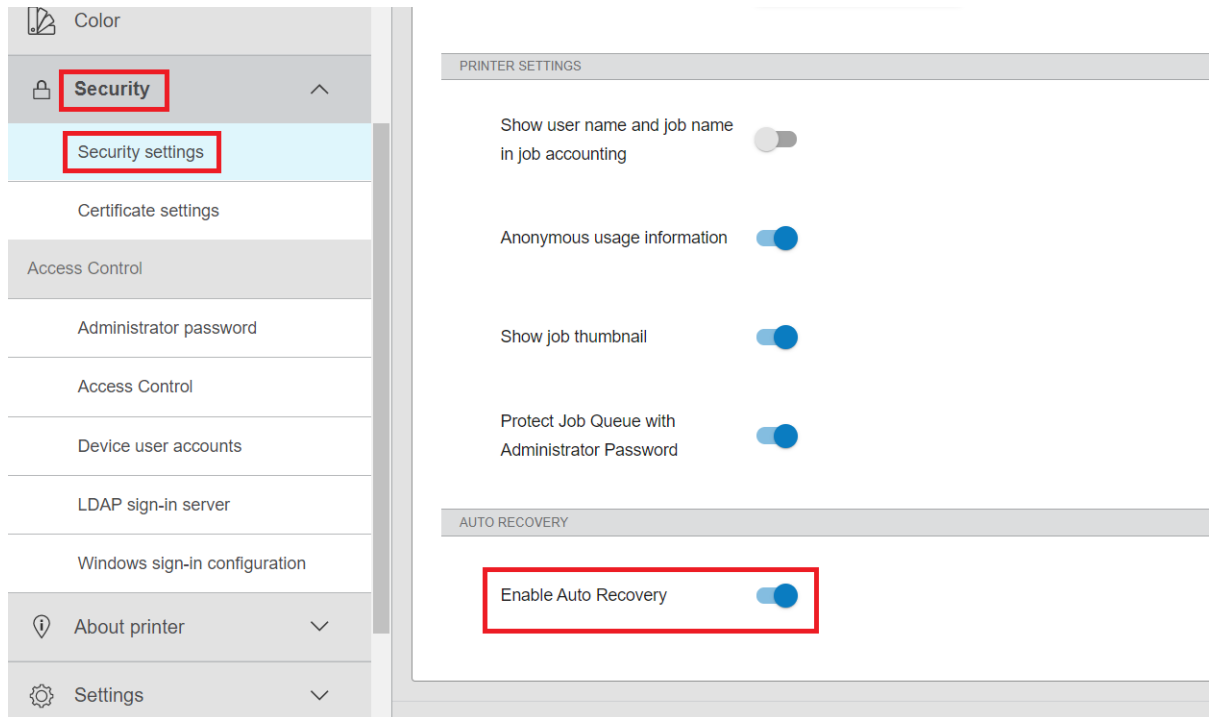 Color
Security
Security settings
Certificate settings
Access Control
Administrator password
Access Control
Device user accounts
LDAP sign-in server
Windows sign-in configuration
About printer
Settings
PRINTER SETTINGS
Show user name and job name
in job accounting
Anonymous usage information
Show job thumbnail
Protect Job Queue with
Administrator Password
AUTO RECOVERY
Enable Auto Recovery